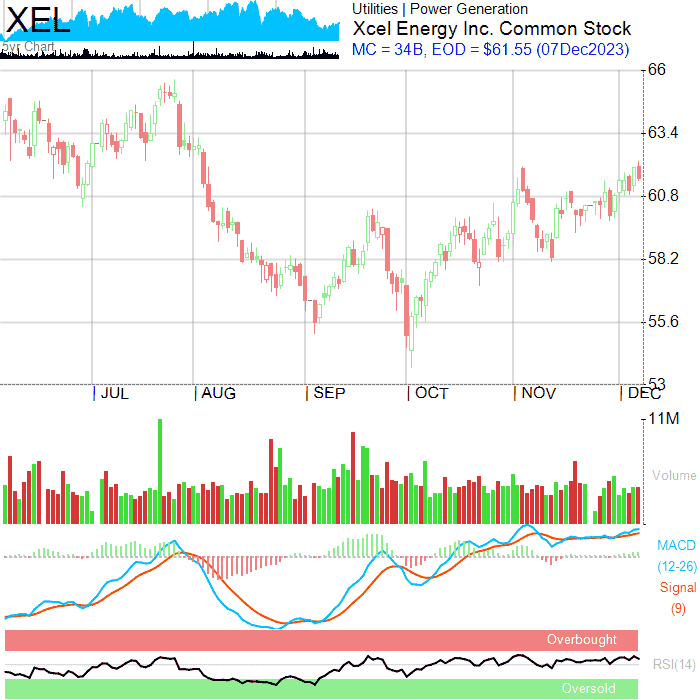 XEL
5yr Chart
Utilities | Power Generation
Xcel Energy Inc. Common Stock
MC = 34B, EOD = $61.55 (07Dec2023)
66
63.4
60.8
58.2
55.6
53
JUL AUG SEP OCT NOV DEC
11M
Volume
MACD
(12-26)
Signal
(9)
Overbought
RSI(14)
Oversold